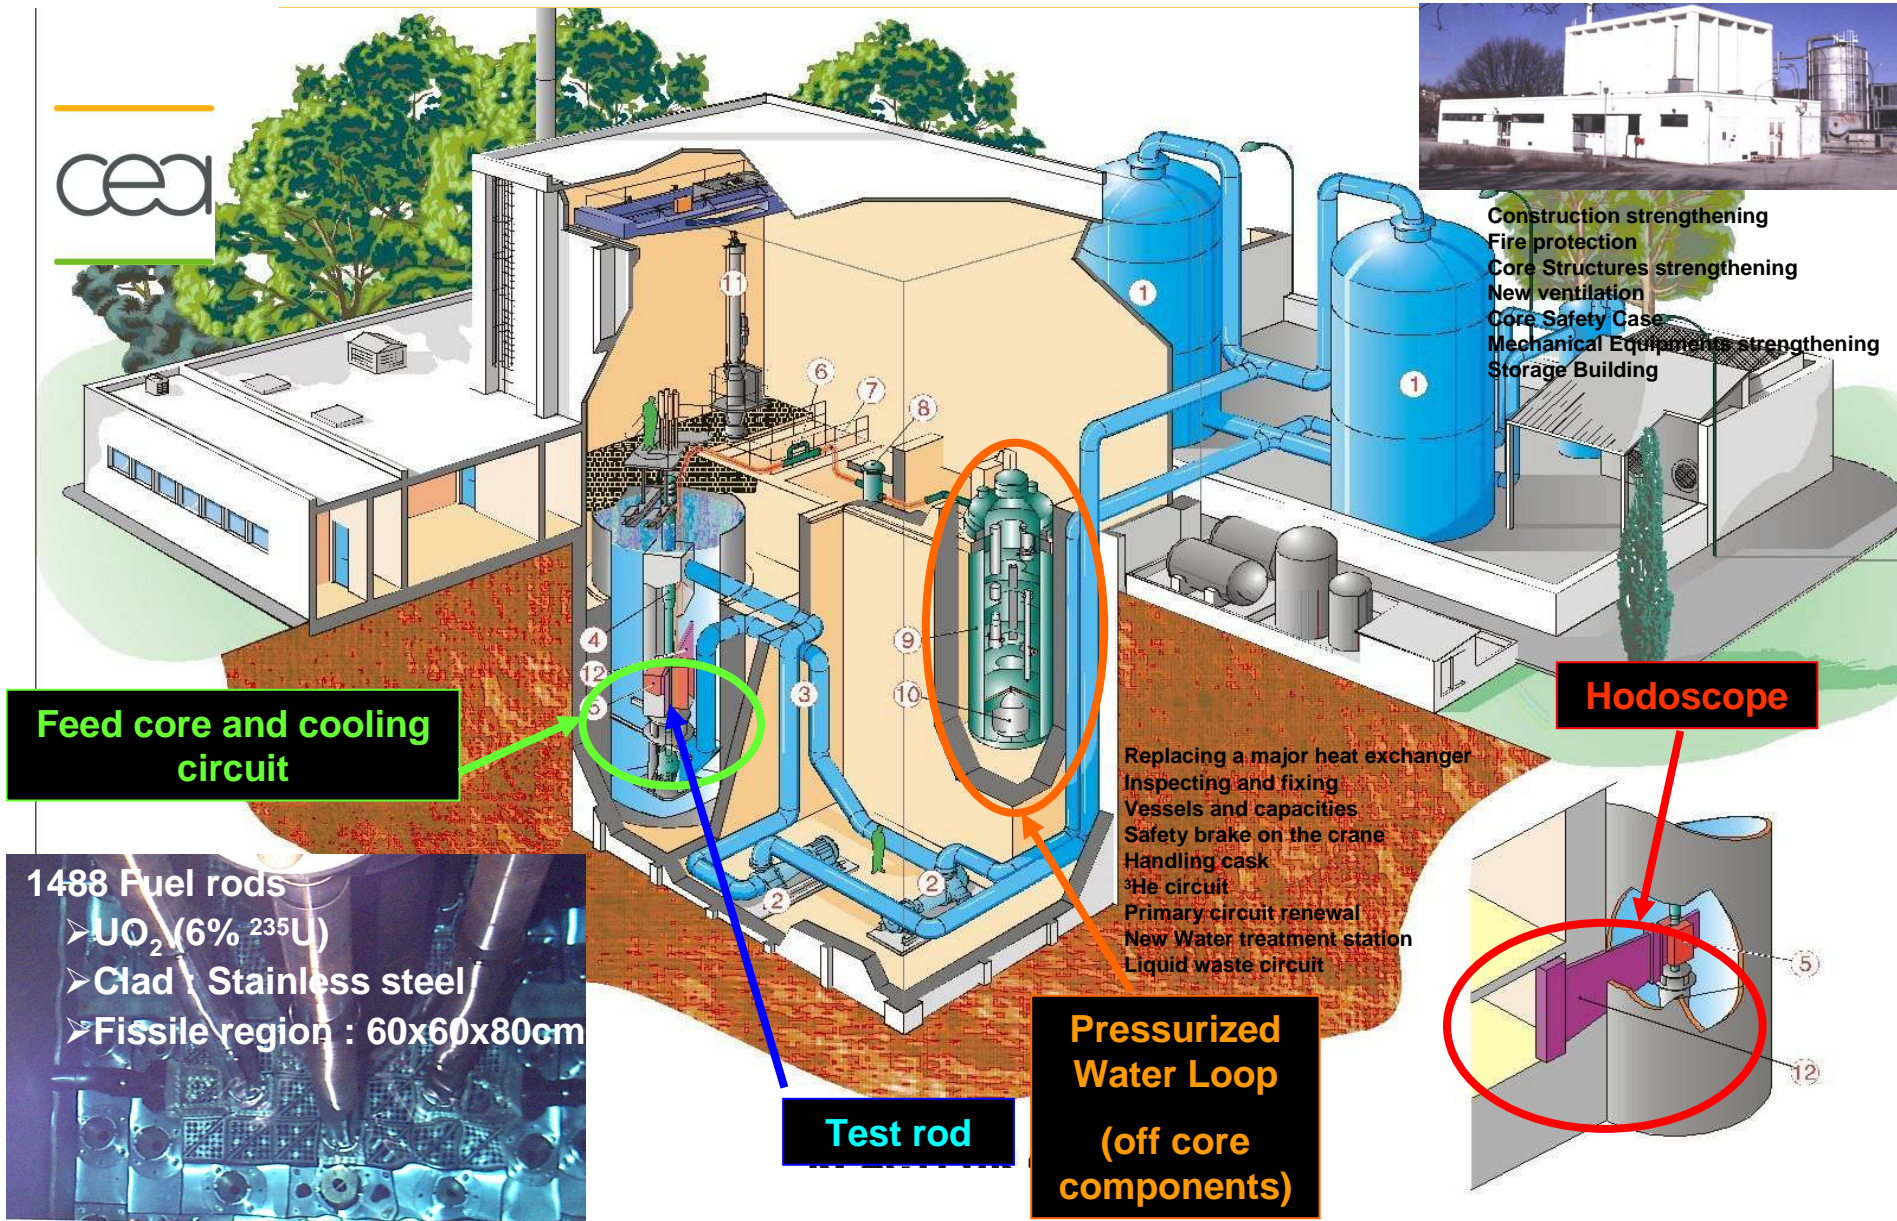 cea
Construction strengthening
Fire protection
Core Structures strengthening
New ventilation
Core Safety Case
Mechanical Equipments strengthening
Storage Building
11
1
1
6
7
8
4
12
5
3
9
10
2
2
Feed core and cooling
circuit
Hodoscope
Replacing a major heat exchanger
Inspecting and fixing
Vessels and capacities
Safety brake on the crane
Handling cask
³He circuit
Primary circuit renewal
New Water treatment station
Liquid waste circuit
1488 Fuel rods
➢UO₂ (6% ²³⁵U)
➢Clad : Stainless steel
➢Fissile region : 60x60x80cm
Test rod
Pressurized
Water Loop
(off core
components)
5
12